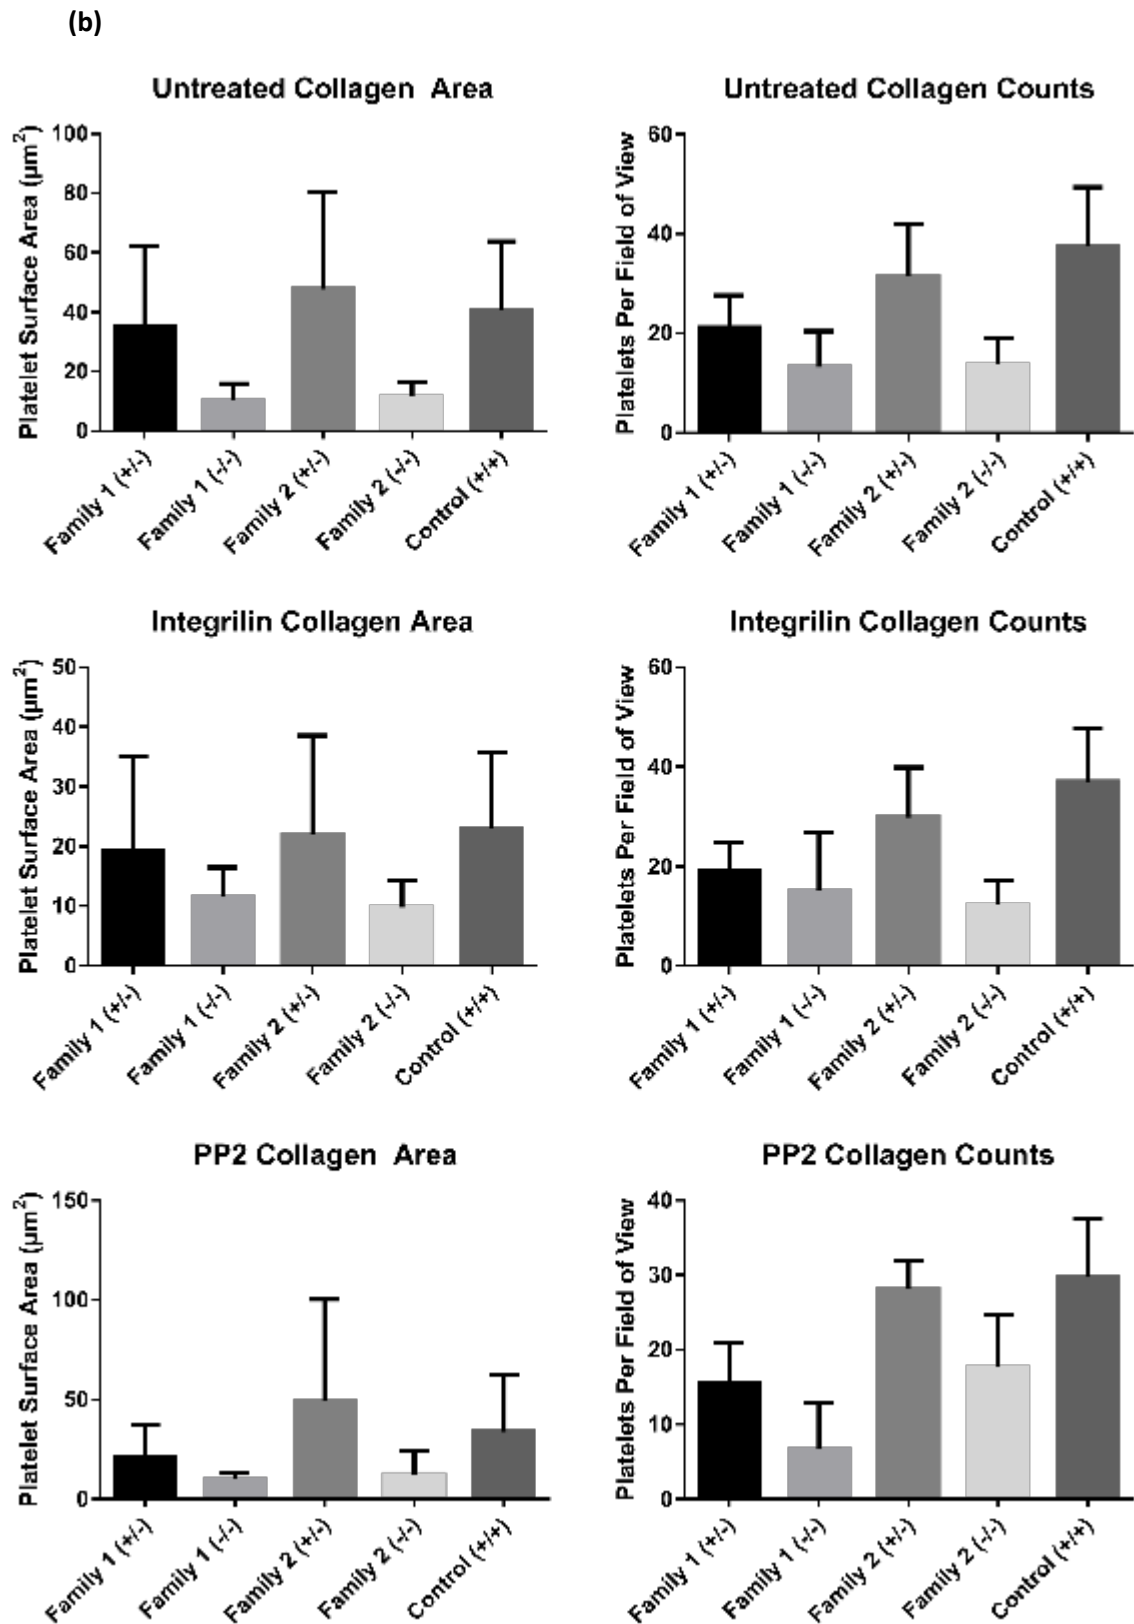 (b)
Untreated Collagen  Area
Platelet Surface Area (µm²)
100
80
60
40
20
0
Family 1 (+/-)
Family 1 (-/-)
Family 2 (+/-)
Family 2 (-/-)
Control (+/+)
Untreated Collagen Counts
Platelets Per Field of View
60
40
20
0
Family 1 (+/-)
Family 1 (-/-)
Family 2 (+/-)
Family 2 (-/-)
Control (+/+)
Integrilin Collagen Area
Platelet Surface Area (µm²)
50
40
30
20
10
0
Family 1 (+/-)
Family 1 (-/-)
Family 2 (+/-)
Family 2 (-/-)
Control (+/+)
Integrilin Collagen Counts
Platelets Per Field of View
60
40
20
0
Family 1 (+/-)
Family 1 (-/-)
Family 2 (+/-)
Family 2 (-/-)
Control (+/+)
PP2 Collagen  Area
Platelet Surface Area (µm²)
150
100
50
0
Family 1 (+/-)
Family 1 (-/-)
Family 2 (+/-)
Family 2 (-/-)
Control (+/+)
PP2 Collagen Counts
Platelets Per Field of View
40
30
20
10
0
Family 1 (+/-)
Family 1 (-/-)
Family 2 (+/-)
Family 2 (-/-)
Control (+/+)